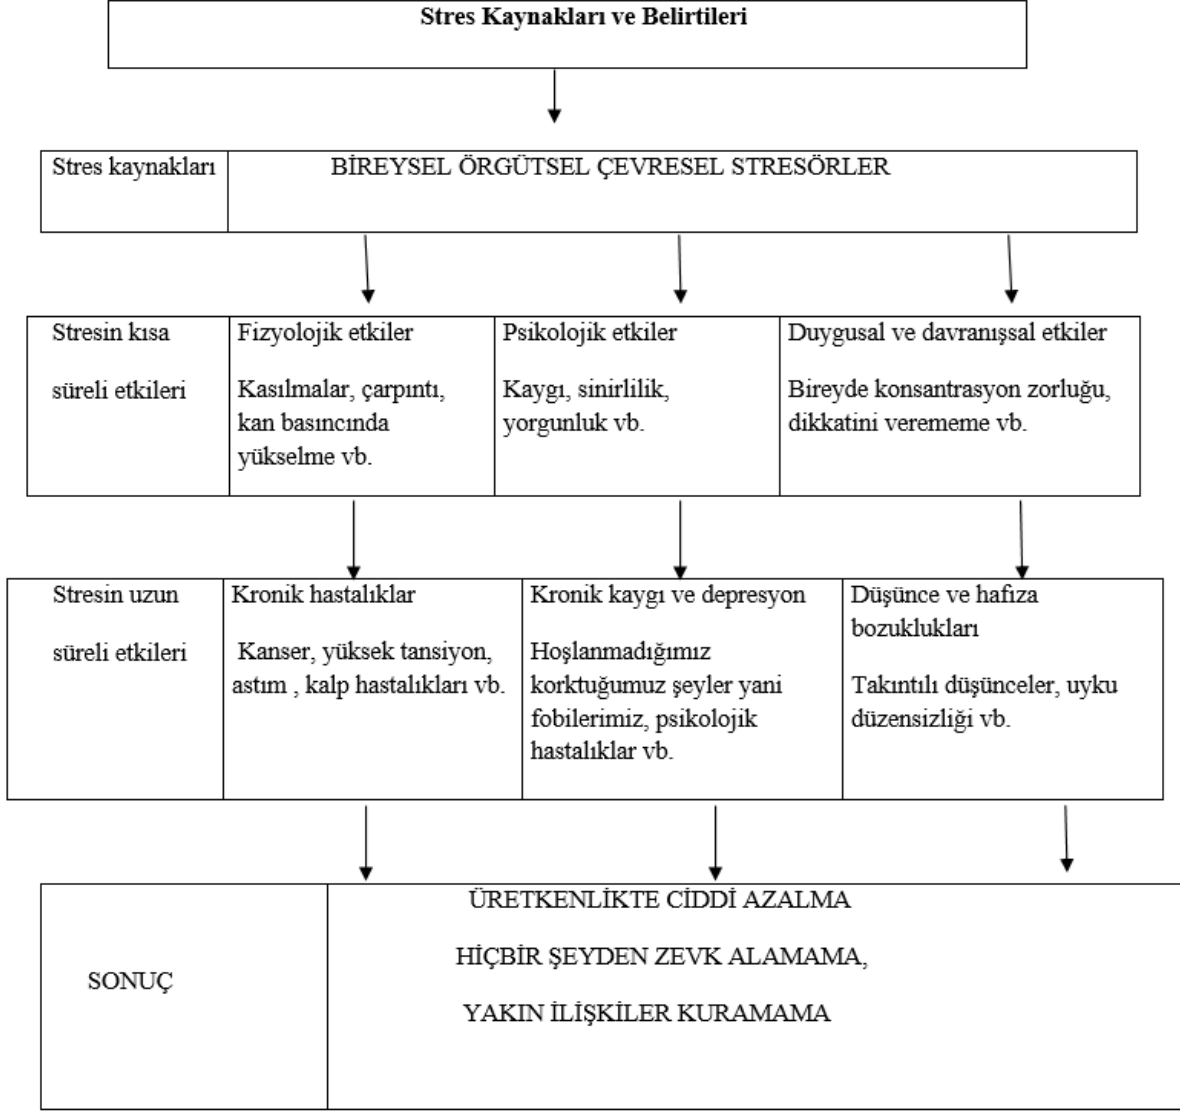 Stres Kaynakları ve Belirtileri
Stres kaynakları
BİREYSEL ÖRGÜTSEL ÇEVRESEL STRESÖRLER
Stresin kısa
süreli etkileri
Fizyolojik etkiler
Kasılmalar, çarpıntı,
kan basıncında
yükselme vb.
Psikolojik etkiler
Kaygı, sinirlilik,
yorgunluk vb.
Duygusal ve davranışsal etkiler
Bireyde konsantrasyon zorluğu,
dikkatini verememe vb.
Stresin uzun
süreli etkileri
Kronik hastalıklar
Kanser, yüksek tansiyon,
astım , kalp hastalıkları vb.
Kronik kaygı ve depresyon
Hoşlanmadığımız
korktuğumuz şeyler yani
fobilerimiz, psikolojik
hastalıklar vb.
Düşünce ve hafıza
bozuklukları
Takıntılı düşünceler, uyku
düzensizliği vb.
SONUÇ
ÜRETKENLİKTE CİDDİ AZALMA
HİÇBİR ŞEYDEN ZEVK ALAMAMA,
YAKIN İLİŞKİLER KURAMAMA